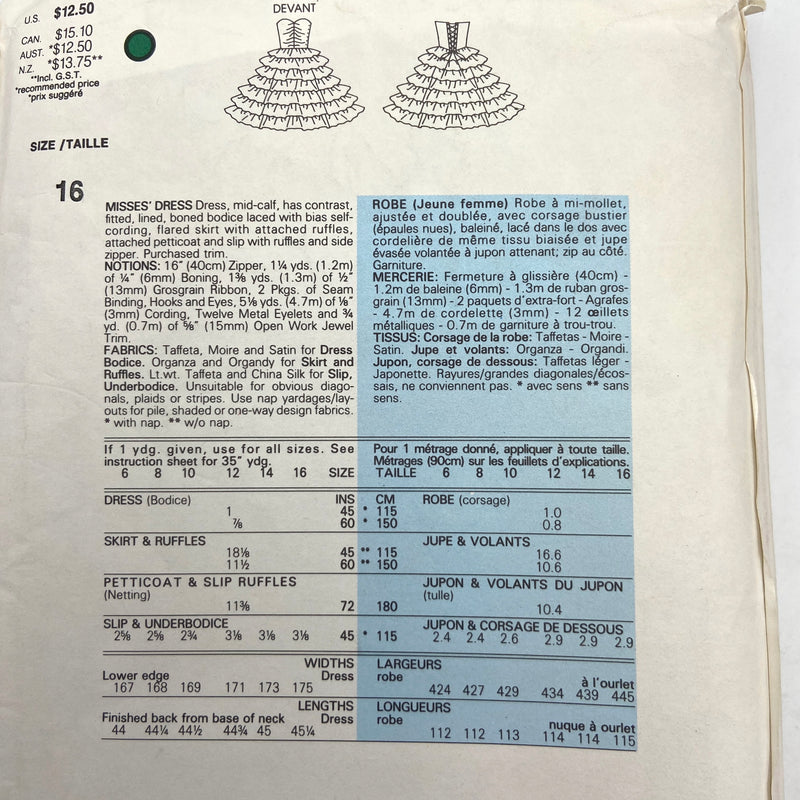 U.S. $12.50
CAN. $15.10
AUST. *$12.50
N.Z. *$13.75**
**Incl. G.S.T.
*recommended price
*prix suggéré
DEVANT
SIZE /TAILLE
16
MISSES' DRESS Dress, mid-calf, has contrast,
fitted, lined, boned bodice laced with bias self-
cording, flared skirt with attached ruffles,
attached petticoat and slip with ruffles and side
zipper. Purchased trim.
NOTIONS: 16" (40cm) Zipper, 1¼ yds. (1.2m)
of ¼" (6mm) Boning, 1⅜ yds. (1.3m) of ½"
(13mm) Grosgrain Ribbon, 2 Pkgs. of Seam
Binding, Hooks and Eyes, 5⅛ yds. (4.7m) of ⅛"
(3mm) Cording, Twelve Metal Eyelets and ¾
yd. (0.7m) of ⅝" (15mm) Open Work Jewel
Trim.
FABRICS: Taffeta, Moire and Satin for Dress
Bodice. Organza and Organdy for Skirt and
Ruffles. Lt.wt. Taffeta and China Silk for Slip,
Underbodice. Unsuitable for obvious diago-
nals, plaids or stripes. Use nap yardages/lay-
outs for pile, shaded or one-way design fabrics.
* with nap. ** w/o nap.
ROBE (Jeune femme) Robe à mi-mollet,
ajustée et doublée, avec corsage bustier
(épaules nues), baleiné, lacé dans le dos avec
cordelière de même tissu biaisée et jupe
évasée volantée à jupon attenant; zip au côté.
Garniture.
MERCERIE: Fermeture à glissière (40cm) -
1.2m de baleine (6mm) - 1.3m de ruban gros-
grain (13mm) - 2 paquets d'extra-fort - Agrafes
- 4.7m de cordelette (3mm) - 12 œillets
métalliques - 0.7m de garniture à trou-trou.
TISSUS: Corsage de la robe: Taffetas - Moire -
Satin. Jupe et volants: Organza - Organdi.
Jupon, corsage de dessous: Taffetas léger -
Japonette. Rayures/grandes diagonales/écos-
sais, ne conviennent pas. * avec sens ** sans
sens.
If 1 ydg. given, use for all sizes. See
instruction sheet for 35" ydg.
6 8 10 12 14 16 SIZE
Pour 1 métrage donné, appliquer à toute taille.
Métrages (90cm) sur les feuillets d'explications.
TAILLE 6 8 10 12 14 16
DRESS (Bodice) INS CM ROBE (corsage)
1 45 * 115 1.0
⅞ 60 * 150 0.8
SKIRT & RUFFLES JUPE & VOLANTS
18⅛ 45 ** 115 16.6
11½ 60 ** 150 10.6
PETTICOAT & SLIP RUFFLES JUPON & VOLANTS DU JUPON
(Netting) (tulle)
11⅜ 72 180 10.4
SLIP & UNDERBODICE JUPON & CORSAGE DE DESSOUS
2⅝ 2⅝ 2¾ 3⅛ 3⅛ 3⅛ 45 * 115 2.4 2.4 2.6 2.9 2.9 2.9
WIDTHS LARGEURS
Lower edge Dress robe à l'ourlet
167 168 169 171 173 175 424 427 429 434 439 445
LENGTHS LONGUEURS
Finished back from base of neck Dress robe nuque à ourlet
44 44¼ 44½ 44¾ 45 45¼ 112 112 113 114 114 115